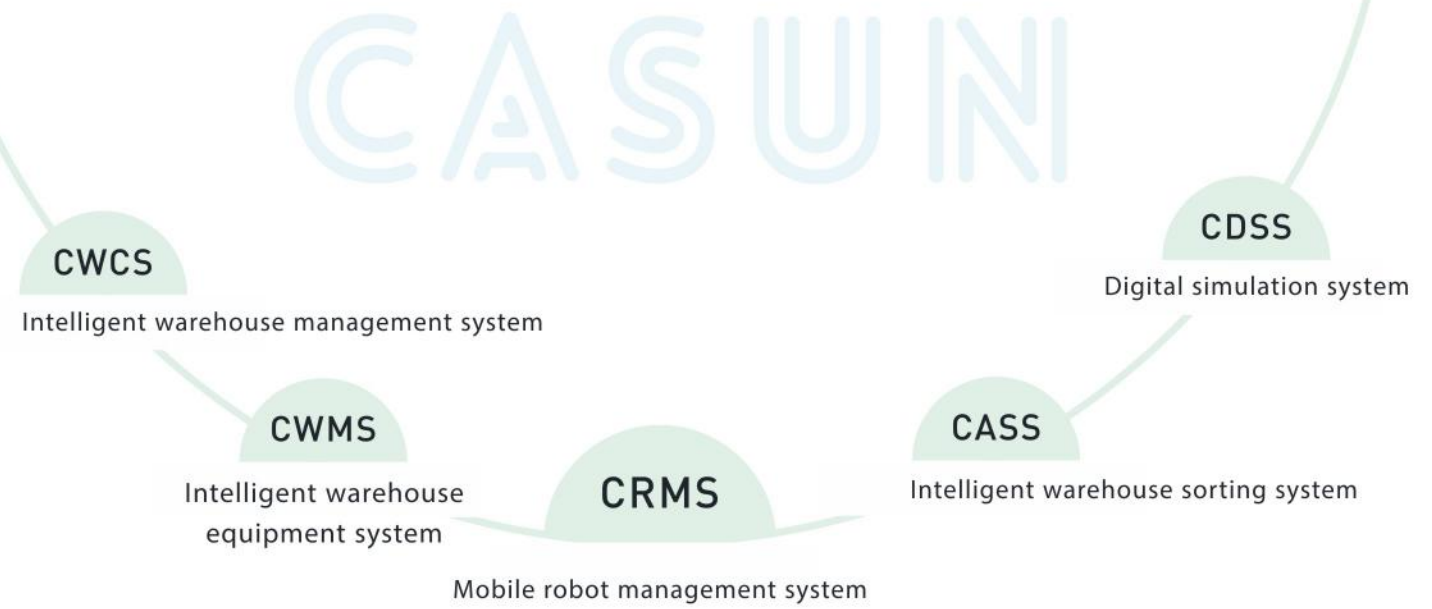 CASUN
CWCS
Intelligent warehouse management system
CWMS
Intelligent warehouse
equipment system
CRMS
Mobile robot management system
CASS
Intelligent warehouse sorting system
CDSS
Digital simulation system